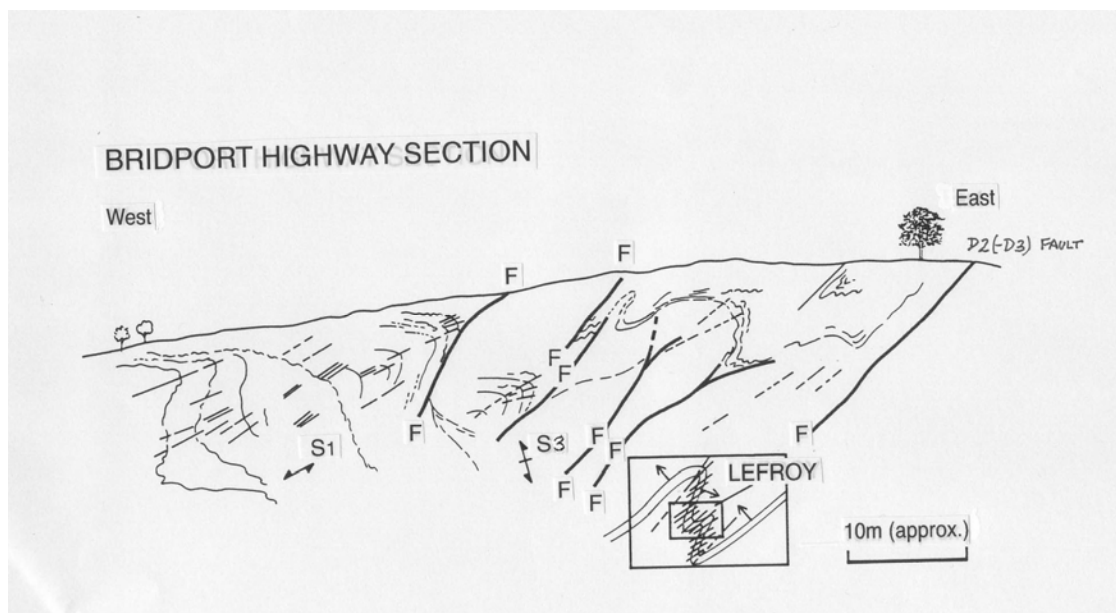 BRIDPORT HIGHWAY SECTION
West
East
D2(-D3) FAULT
F
F
F
F
F
S1
S3
F
F
F
F
F
LEFROY
10m (approx.)